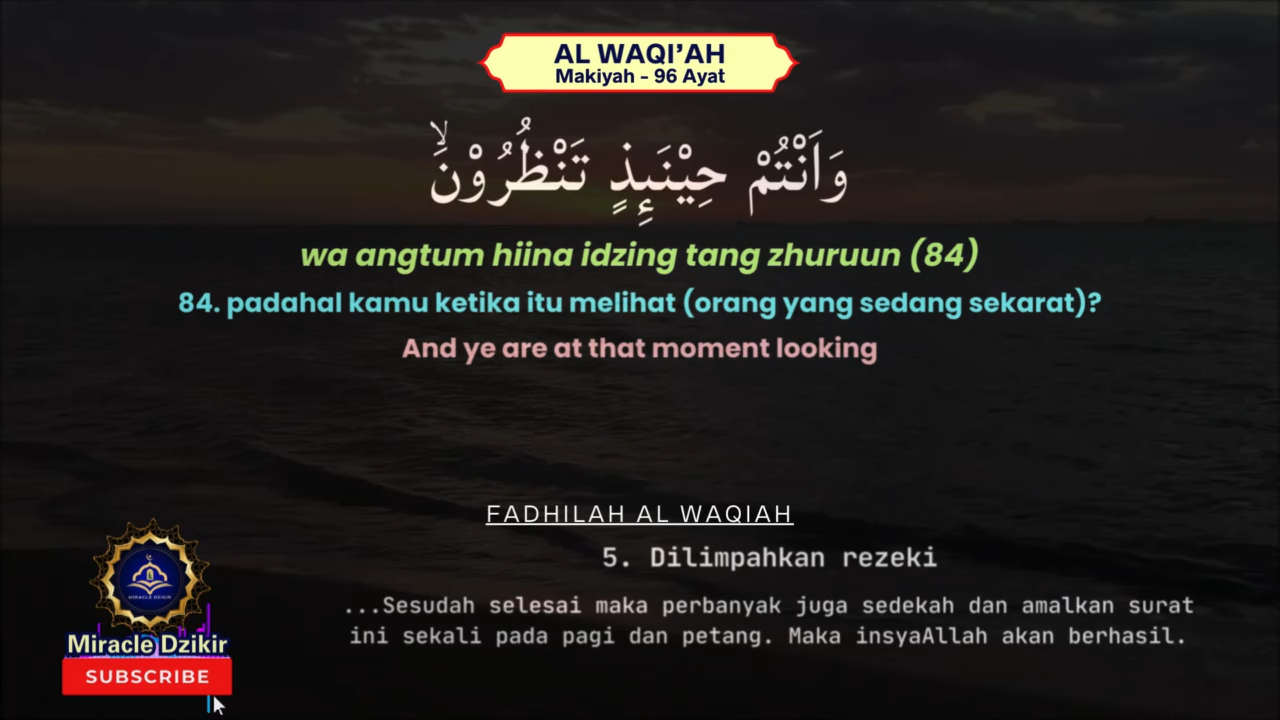 AL WAQI’AH
Makiyah - 96 Ayat
وَاَنْتُمْ حِيْنَىِٕذٍ تَنْظُرُوْنَۙ
wa angtum hiina idzing tang zhuruun (84)
84. padahal kamu ketika itu melihat (orang yang sedang sekarat)?
And ye are at that moment looking
FADHILAH AL WAQIAH
5. Dilimpahkan rezeki
...Sesudah selesai maka perbanyak juga sedekah dan amalkan surat
ini sekali pada pagi dan petang. Maka insyaAllah akan berhasil.
MIRACLE DZIKIR
Miracle Dzikir
SUBSCRIBE